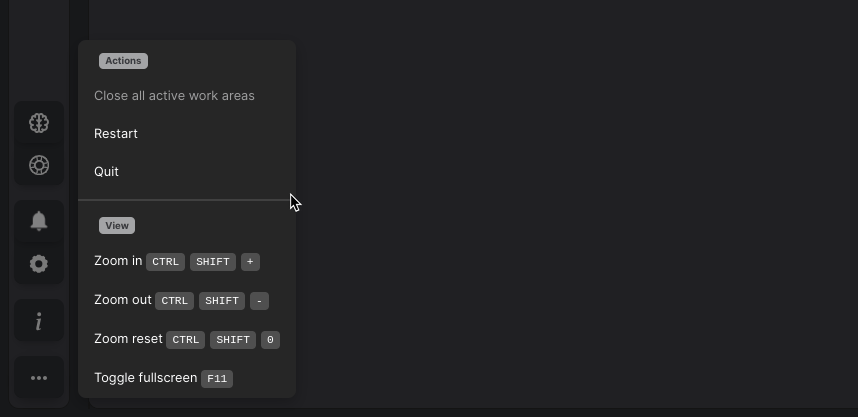 Actions
Close all active work areas
Restart
Quit
View
Zoom in CTRL SHIFT +
Zoom out CTRL SHIFT -
Zoom reset CTRL SHIFT 0
Toggle fullscreen F11